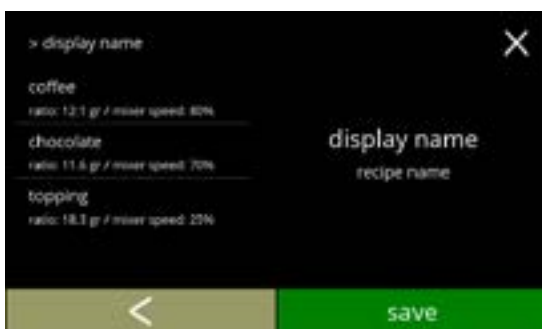 > display name
coffee
ratio: 12.1 gr / mixer speed: 80%
chocolate
ratio: 11.6 gr / mixer speed: 70%
topping
ratio: 18.3 gr / mixer speed: 25%
display name
recipe name
save